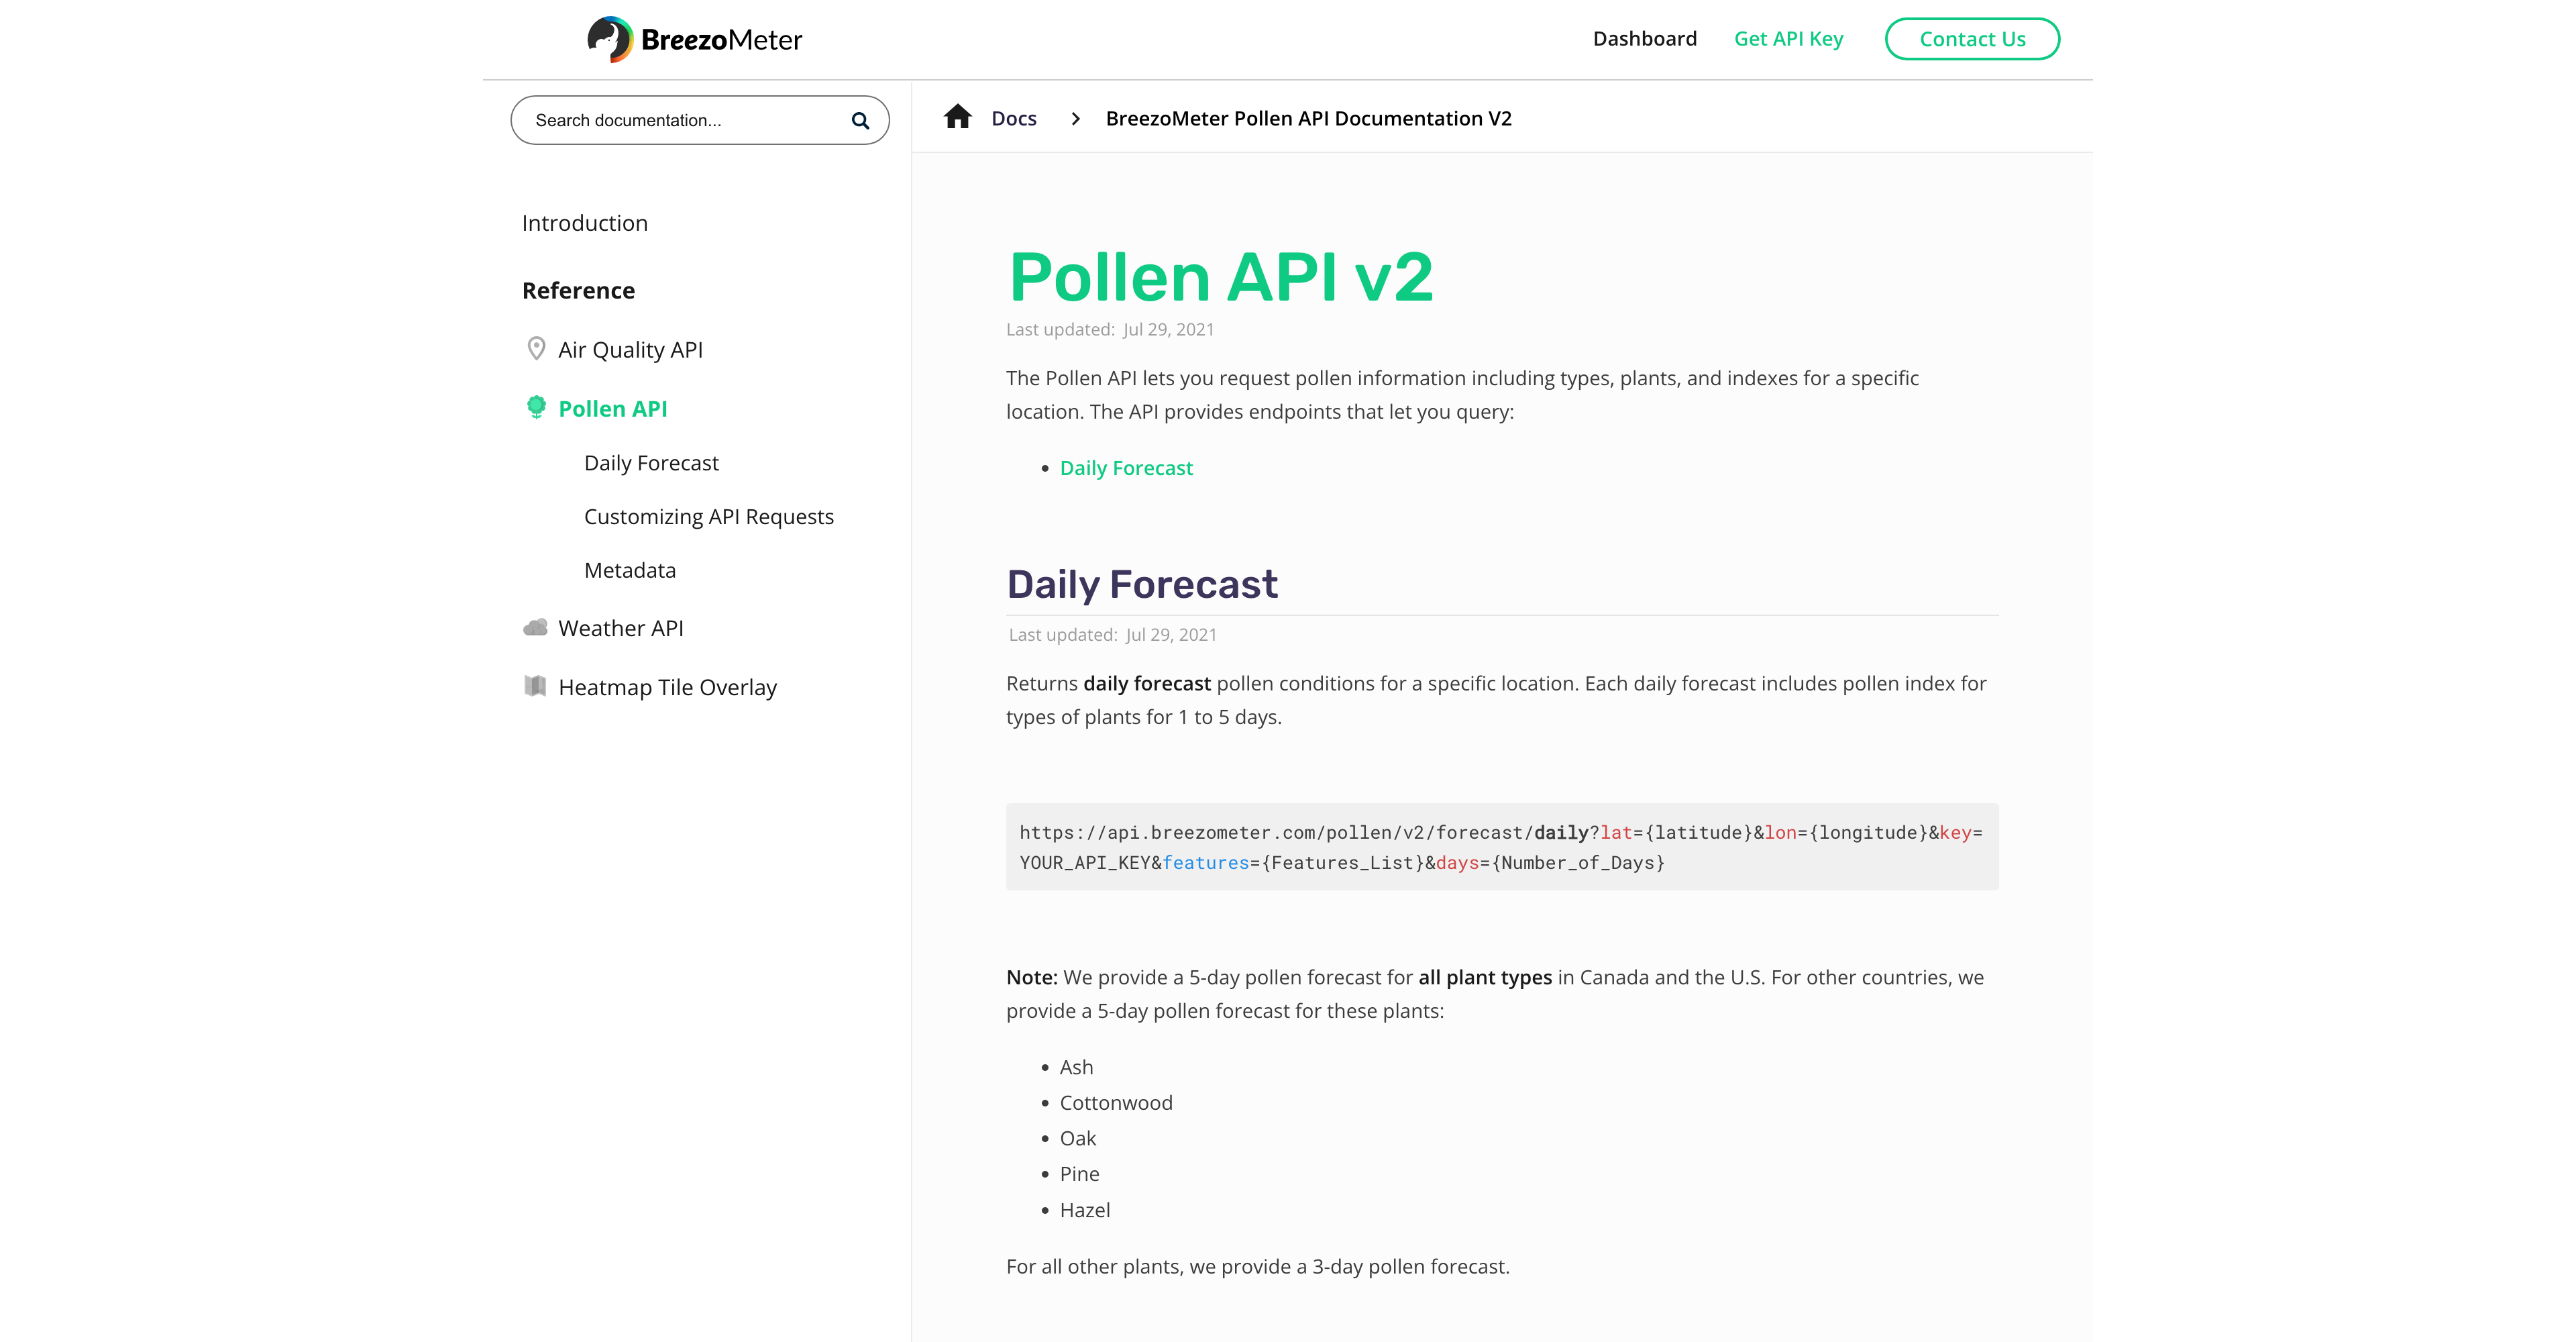 BreezoMeter
Dashboard
Get API Key
Contact Us
Search documentation...
Docs
BreezoMeter Pollen API Documentation V2
Introduction
Reference
Air Quality API
Pollen API
Daily Forecast
Customizing API Requests
Metadata
Weather API
Heatmap Tile Overlay
Pollen API v2
Last updated: Jul 29, 2021
The Pollen API lets you request pollen information including types, plants, and indexes for a specific
location. The API provides endpoints that let you query:
• Daily Forecast
Daily Forecast
Last updated: Jul 29, 2021
Returns daily forecast pollen conditions for a specific location. Each daily forecast includes pollen index for
types of plants for 1 to 5 days.
https://api.breezometer.com/pollen/v2/forecast/daily?lat={latitude}&lon={longitude}&key=
YOUR_API_KEY&features={Features_List}&days={Number_of_Days}
Note: We provide a 5-day pollen forecast for all plant types in Canada and the U.S. For other countries, we
provide a 5-day pollen forecast for these plants:
• Ash
• Cottonwood
• Oak
• Pine
• Hazel
For all other plants, we provide a 3-day pollen forecast.